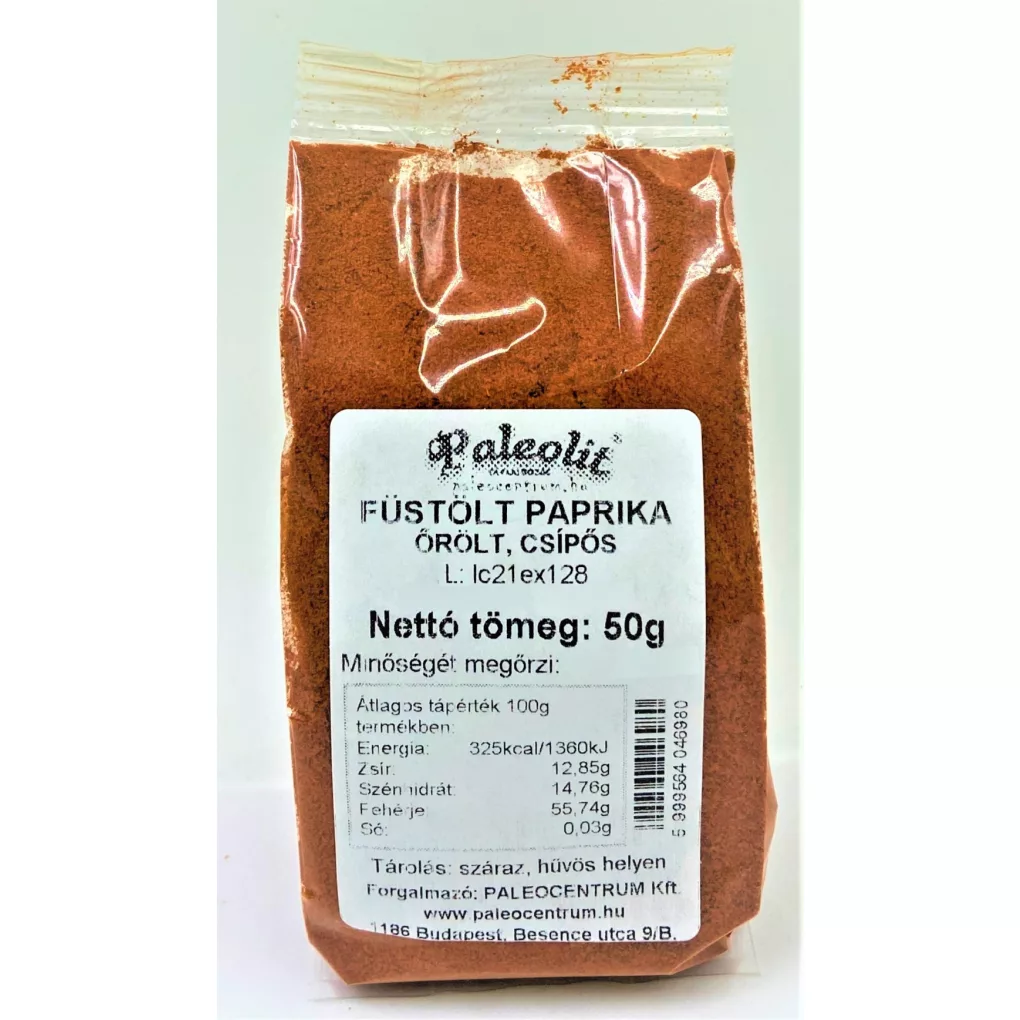 Paleolit
paleocentrum.hu
FÜSTÖLT PAPRIKA
ŐRÖLT, CSÍPŐS
L.: lc21ex128
Nettó tömeg: 50g
Minőségét megőrzi:
Átlagos tápérték 100g
termékben:
Energia: 325kcal/1360kJ
Zsír: 12,85g
Szénhidrát: 14,76g
Fehérje 55,74g
Só: 0,03g
5 999564 046980
Tárolás: száraz, hűvös helyen
Forgalmazó: PALEOCENTRUM Kft.
www.paleocentrum.hu
1186 Budapest, Besence utca 9/B.